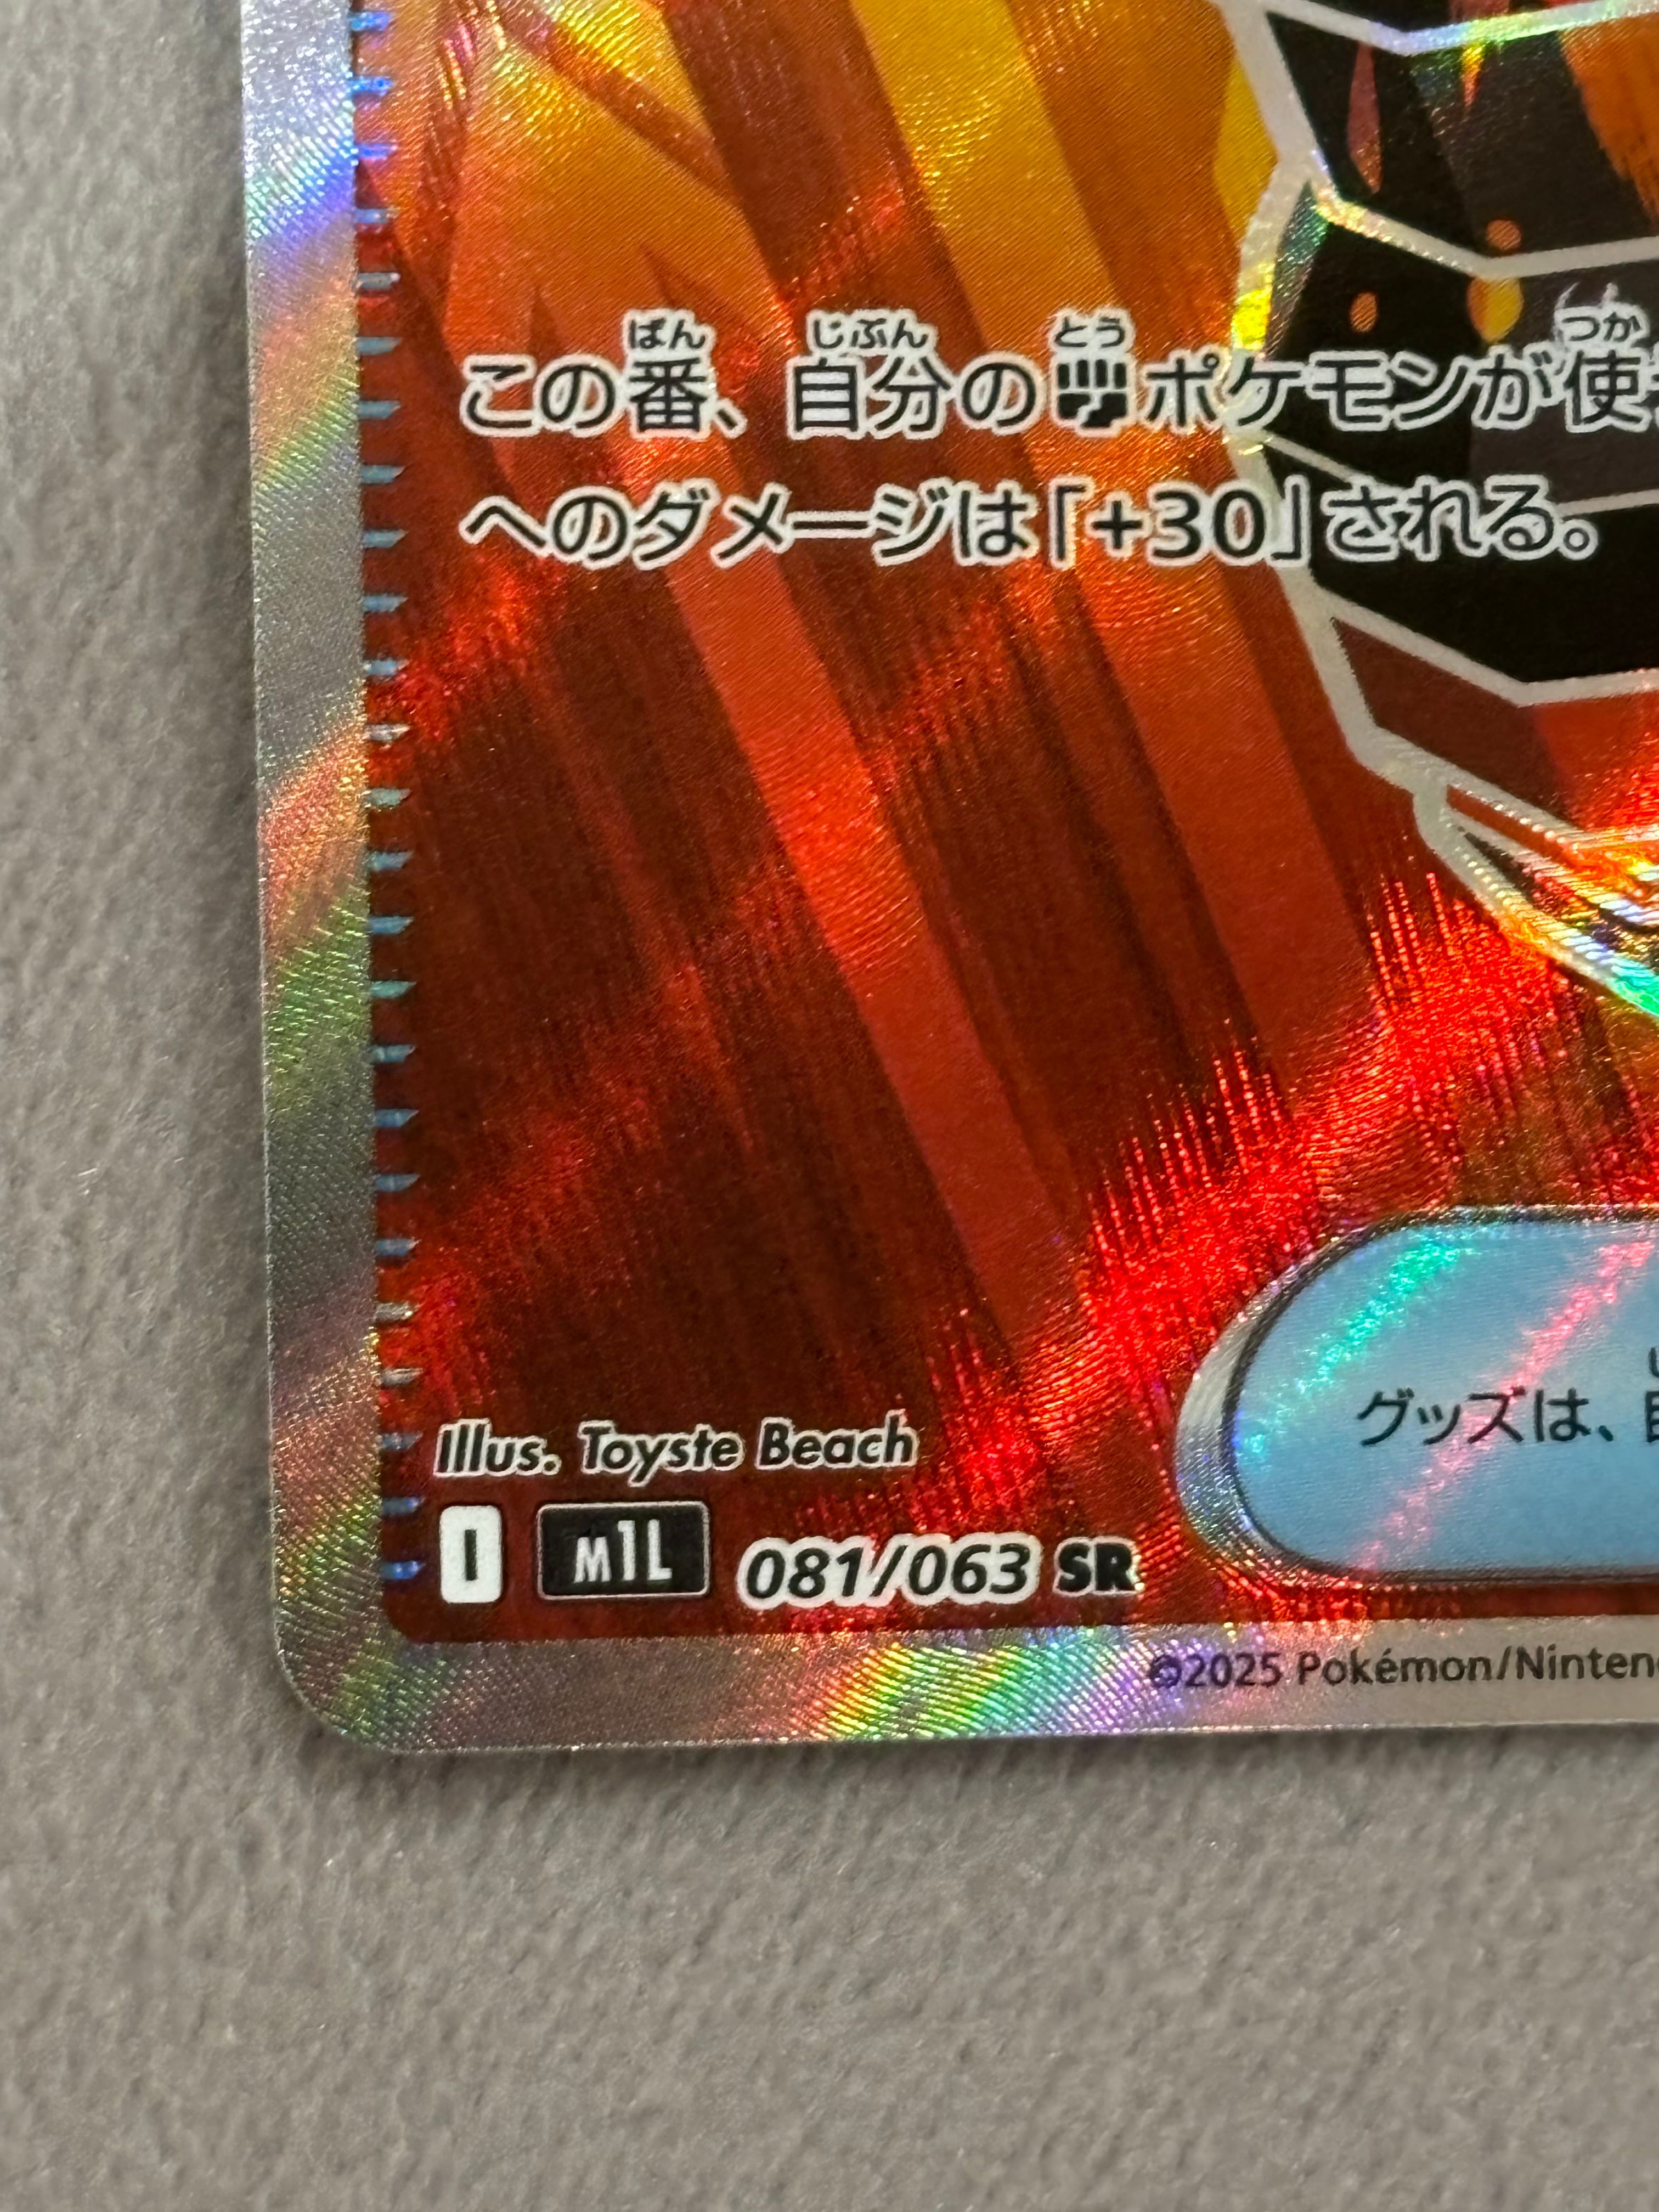 この番、自分の闘ポケモンが使
へのダメージは「+30」される。
グッズは、
Illus. Toyste Beach
I M1L 081/063 SR
©2025 Pokémon/Ninten